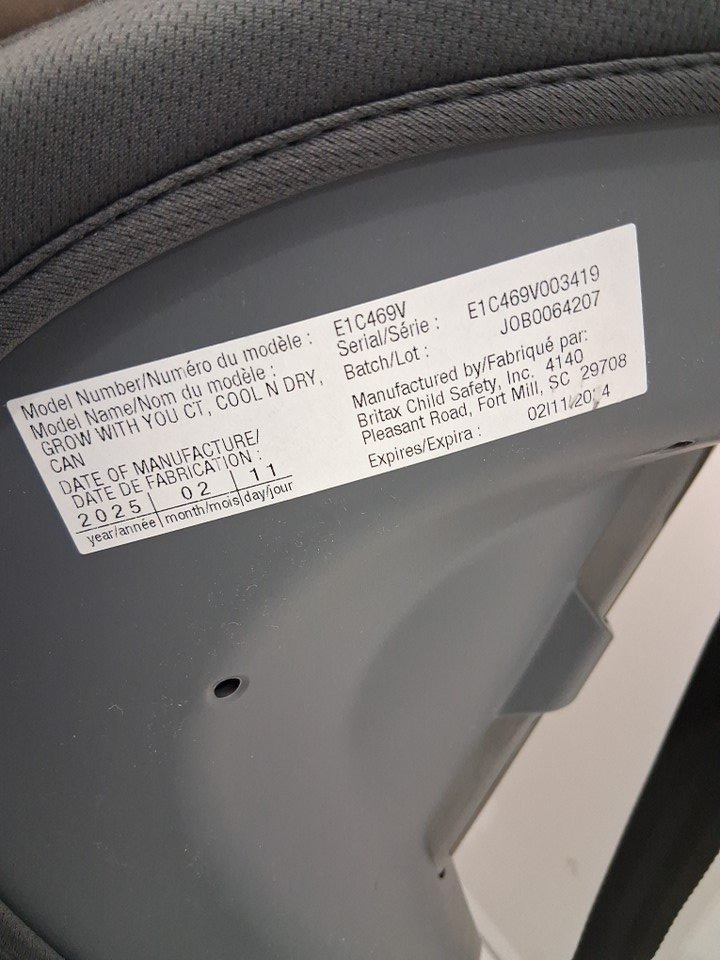 Model Number/Numéro du modèle : E1C469V
Model Name/Nom du modèle :
GROW WITH YOU CT, COOL N DRY,
CAN
DATE OF MANUFACTURE/
DATE DE FABRICATION :
2025 | 02 | 11
year/année | month/mois | day/jour
Serial/Série : E1C469V003419
Batch/Lot : JOB0064207
Manufactured by/Fabriqué par:
Britax Child Safety, Inc. 4140
Pleasant Road, Fort Mill, SC 29708
Expires/Expira :